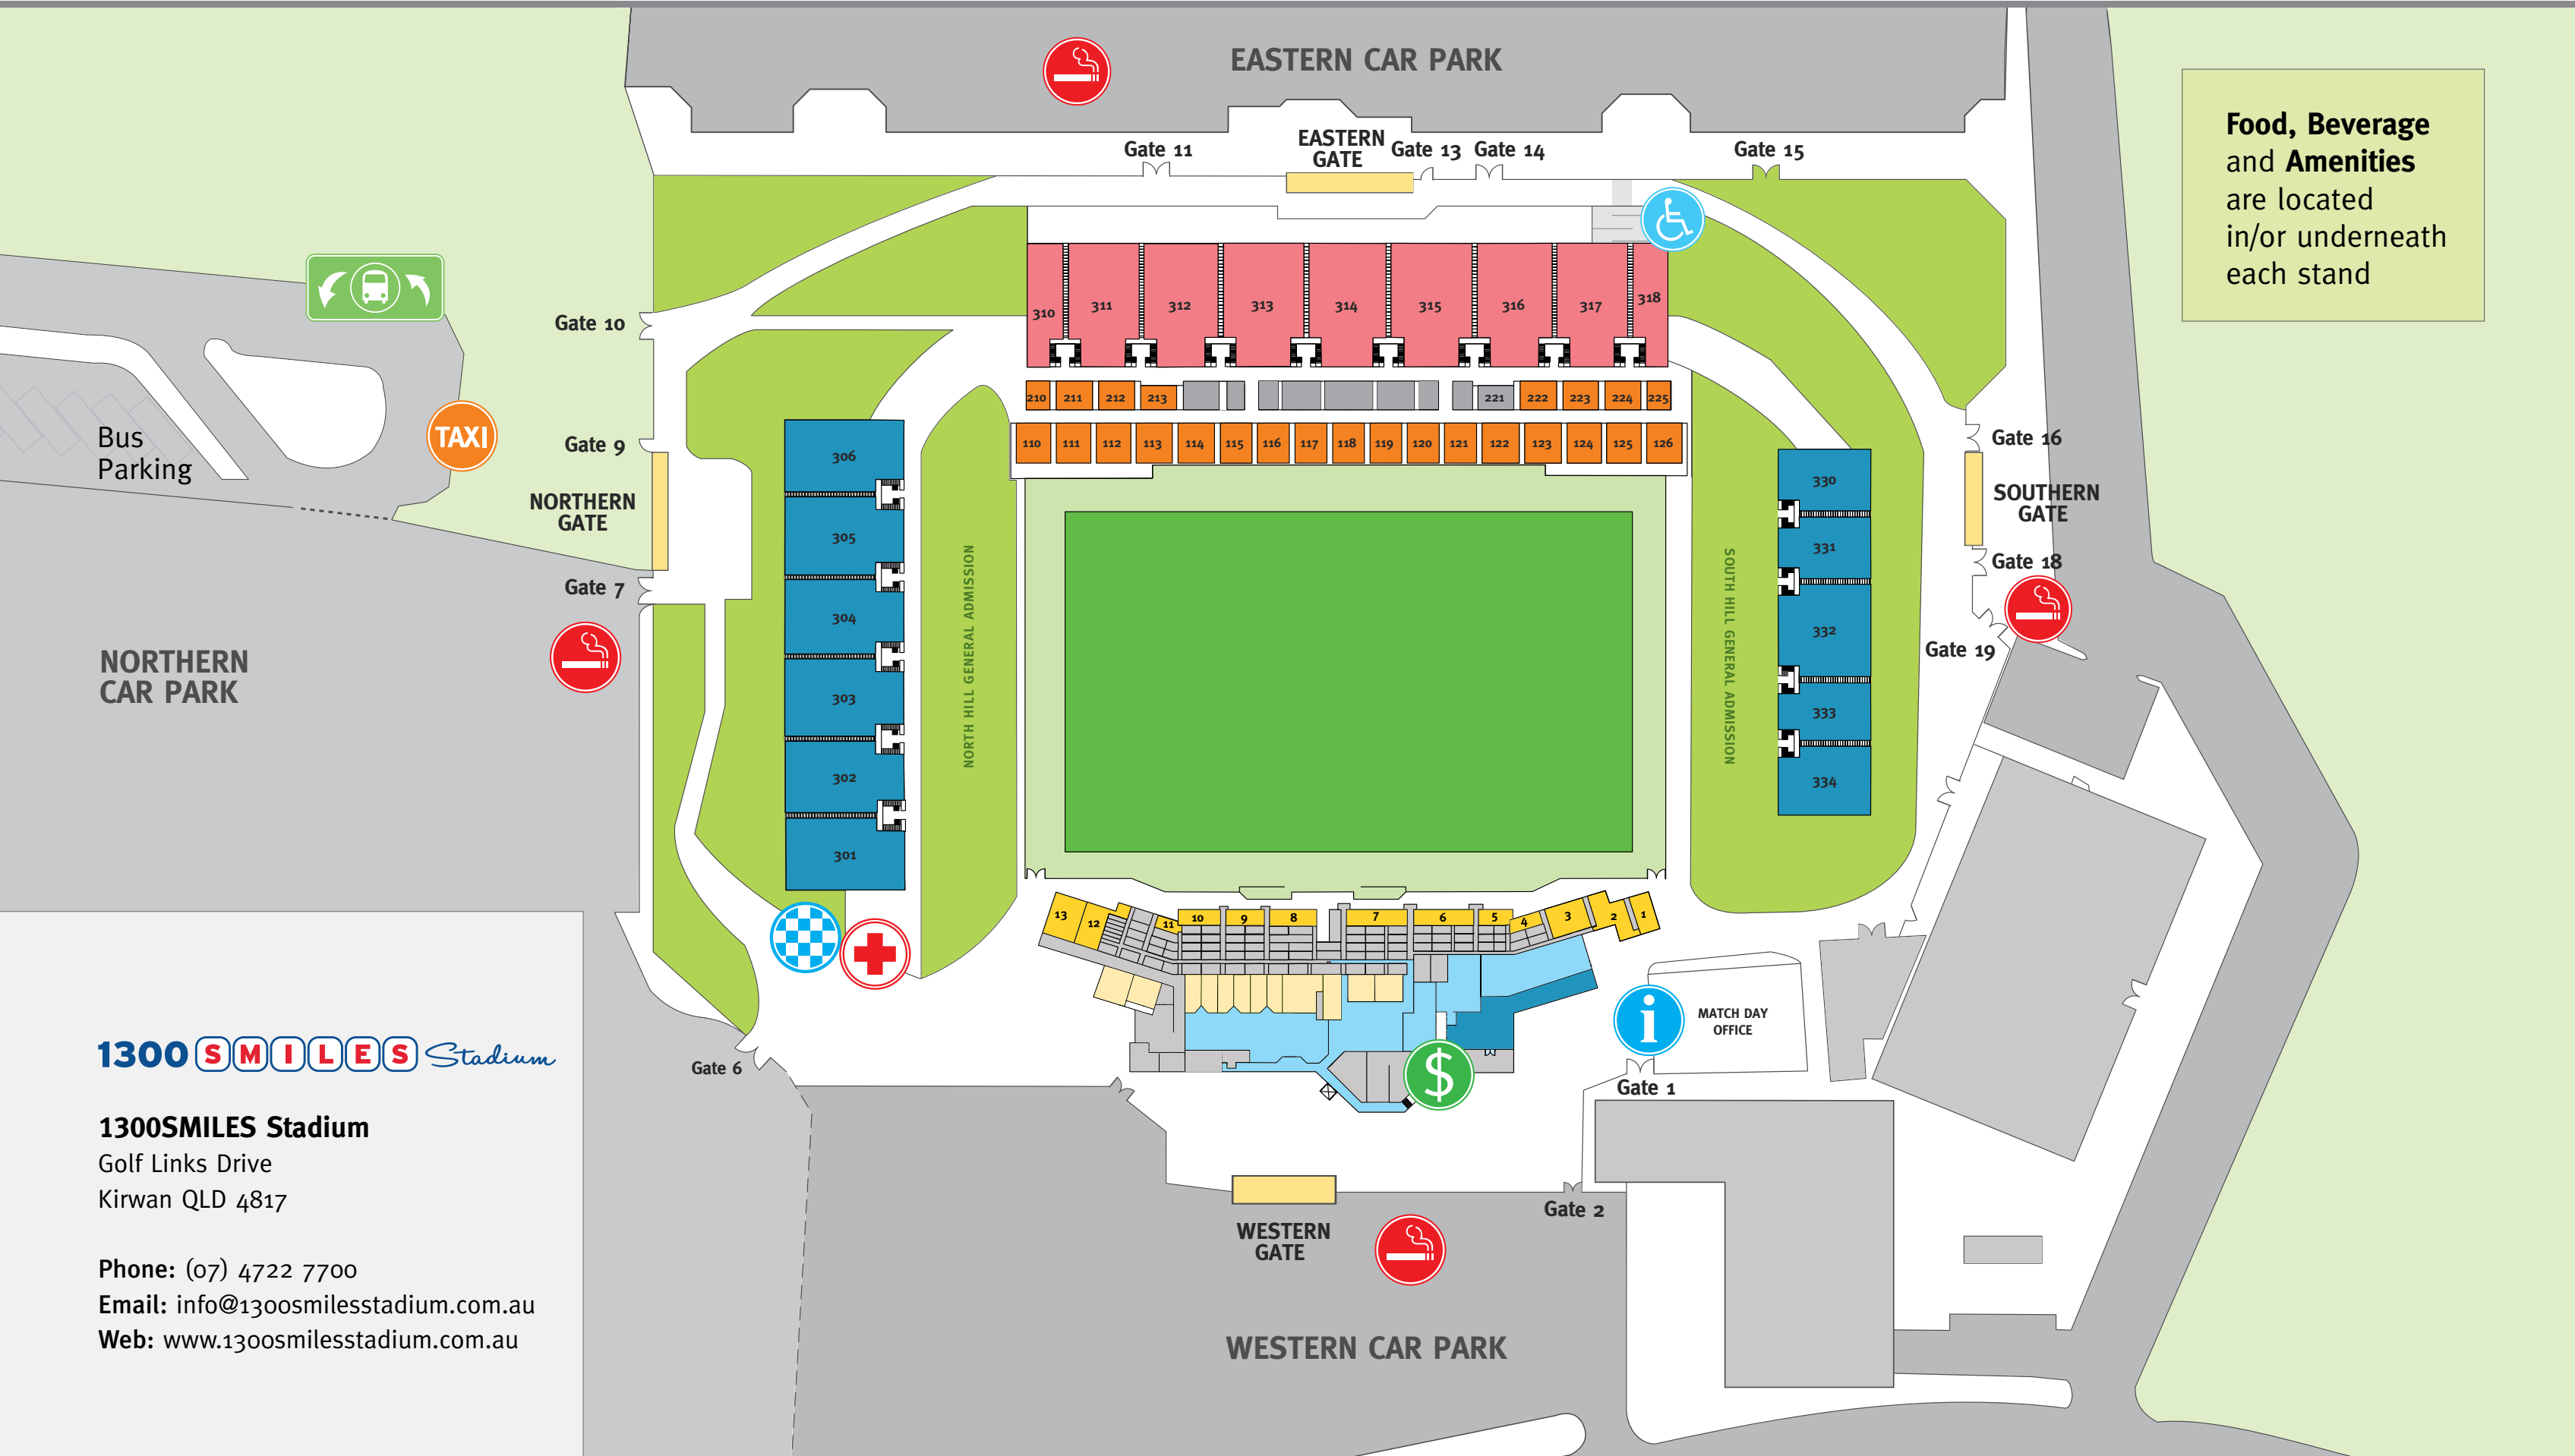 EASTERN CAR PARK
Food, Beverage
and Amenities
are located
in/or underneath
each stand
Gate 11
EASTERN
GATE
Gate 13
Gate 14
Gate 15
Gate 10
310
311
312
313
314
315
316
317
318
210
211
212
213
221
222
223
224
225
110
111
112
113
114
115
116
117
118
119
120
121
122
123
124
125
126
TAXI
Bus
Parking
Gate 9
NORTHERN
GATE
Gate 7
NORTHERN
CAR PARK
306
305
304
303
302
301
NORTH HILL GENERAL ADMISSION
SOUTH HILL GENERAL ADMISSION
330
331
332
333
334
Gate 16
SOUTHERN
GATE
Gate 18
Gate 19
13
12
11
10
9
8
7
6
5
4
3
2
1
i
MATCH DAY
OFFICE
$
Gate 1
Gate 6
Gate 2
WESTERN
GATE
WESTERN CAR PARK
1300 SMILES Stadium
1300SMILES Stadium
Golf Links Drive
Kirwan QLD 4817
Phone: (07) 4722 7700
Email: info@1300smilesstadium.com.au
Web: www.1300smilesstadium.com.au